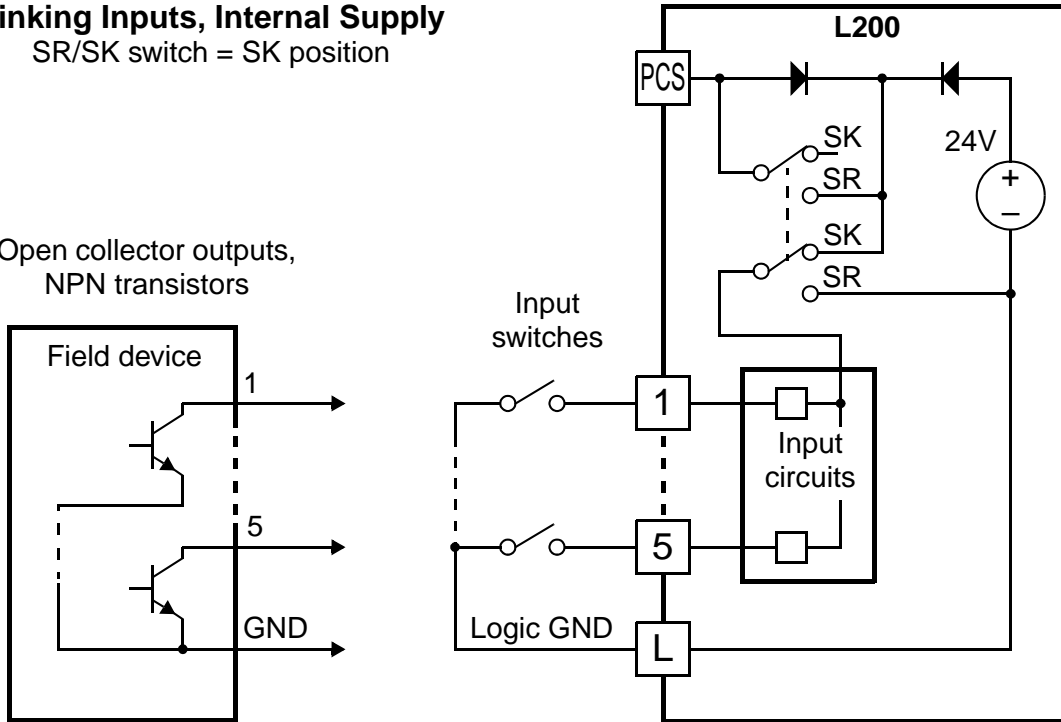 inking Inputs, Internal Supply
SR/SK switch = SK position
L200
PCS
SK
24V
SR
+
–
SK
SR
Open collector outputs,
NPN transistors
Input
switches
Field device
1
1
Input
circuits
5
5
GND
Logic GND
L